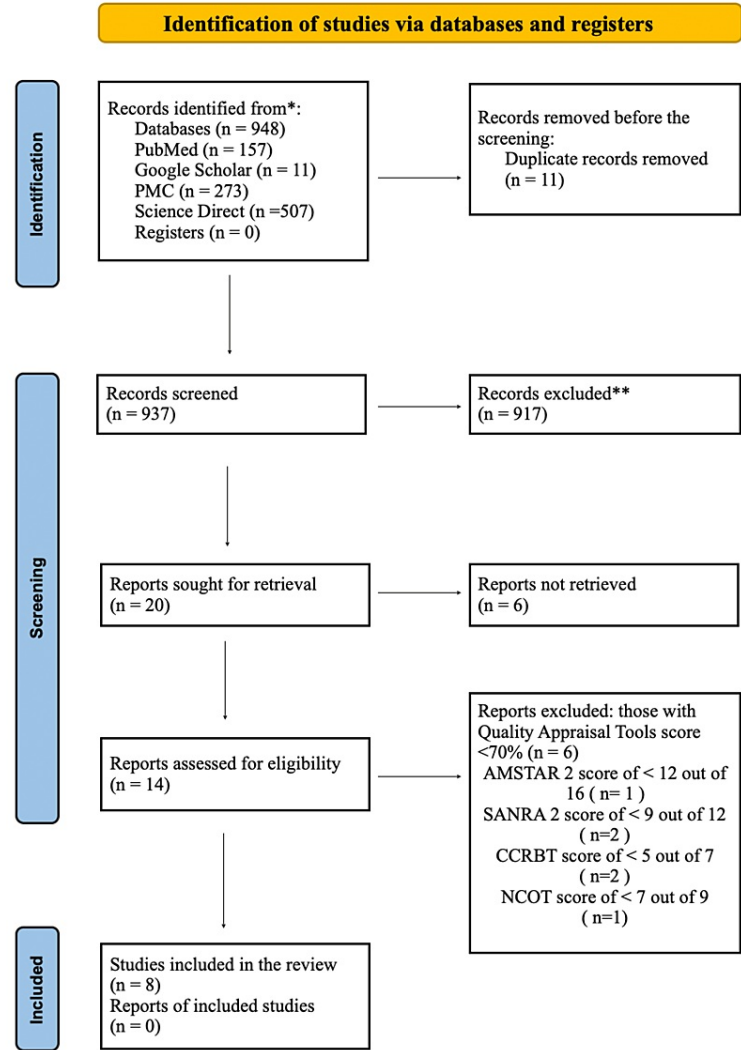 Identification of studies via databases and registers
Identification
Records identified from*:
Databases (n = 948)
PubMed (n = 157)
Google Scholar (n = 11)
PMC (n = 273)
Science Direct (n =507)
Registers (n = 0)
Records removed before the
screening:
Duplicate records removed
(n = 11)
Screening
Records screened
(n = 937)
Records excluded**
(n = 917)
Reports sought for retrieval
(n = 20)
Reports not retrieved
(n = 6)
Reports assessed for eligibility
(n = 14)
Reports excluded: those with
Quality Appraisal Tools score
<70% (n = 6)
AMSTAR 2 score of < 12 out of
16 ( n= 1 )
SANRA 2 score of < 9 out of 12
( n=2 )
CCRBT score of < 5 out of 7
( n=2 )
NCOT score of < 7 out of 9
( n=1)
Included
Studies included in the review
(n = 8)
Reports of included studies
(n = 0)